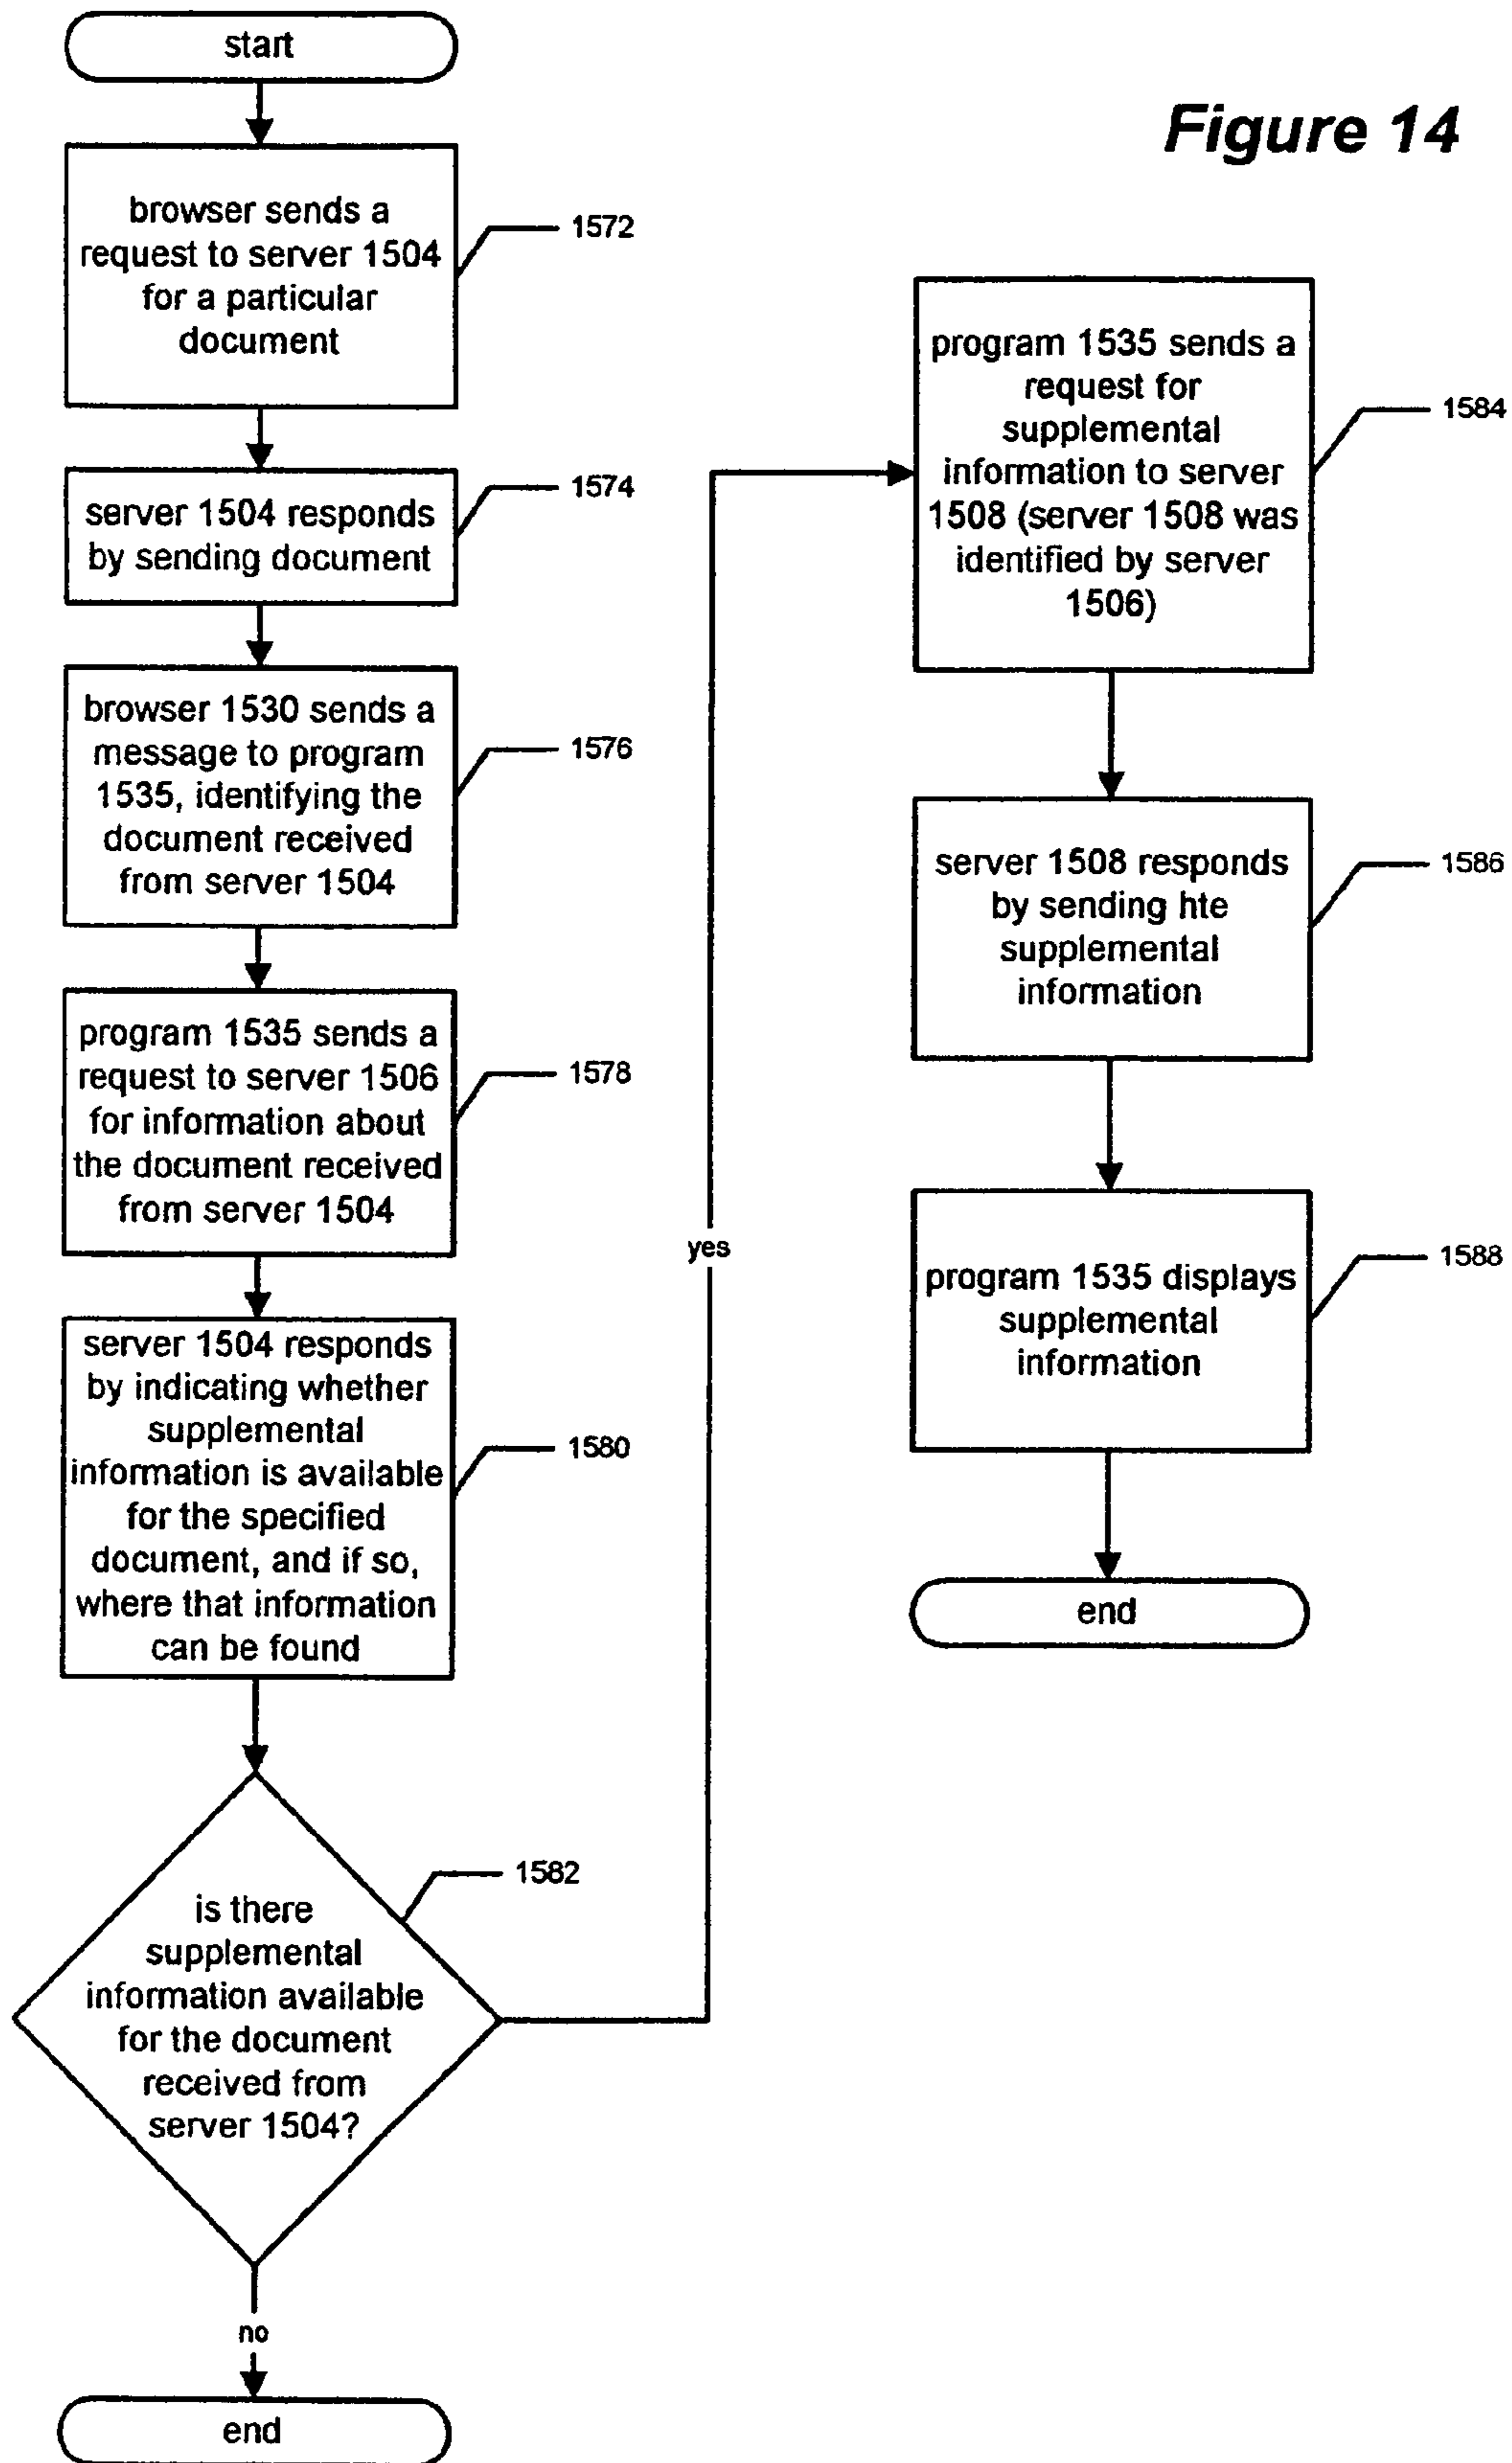 start
Figure 14
browser sends a
request to server 1504
for a particular
document
1572
server 1504 responds
by sending document
1574
browser 1530 sends a
message to program
1535, identifying the
document received
from server 1504
1576
program 1535 sends a
request to server 1506
for information about
the document received
from server 1504
1578
server 1504 responds
by indicating whether
supplemental
information is available
for the specified
document, and if so,
where that information
can be found
1580
is there
supplemental
information available
for the document
received from
server 1504?
1582
no
end
yes
program 1535 sends a
request for
supplemental
information to server
1508 (server 1508 was
identified by server
1506)
1584
server 1508 responds
by sending hte
supplemental
information
1586
program 1535 displays
supplemental
information
1588
end